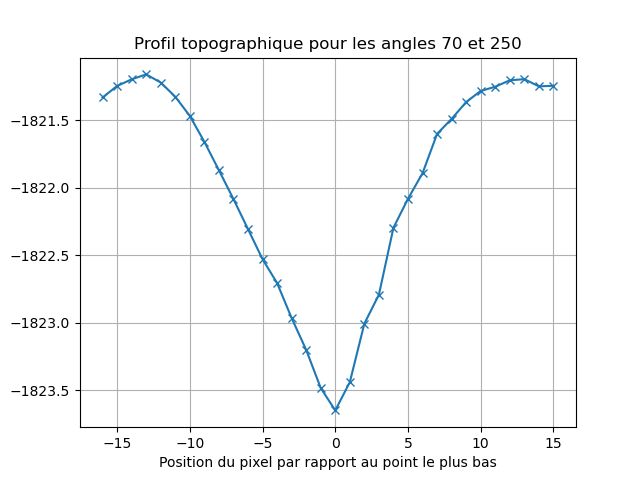 Profil topographique pour les angles 70 et 250
−1821.5
−1822.0
−1822.5
−1823.0
−1823.5
−15 −10 −5 0 5 10 15
Position du pixel par rapport au point le plus bas